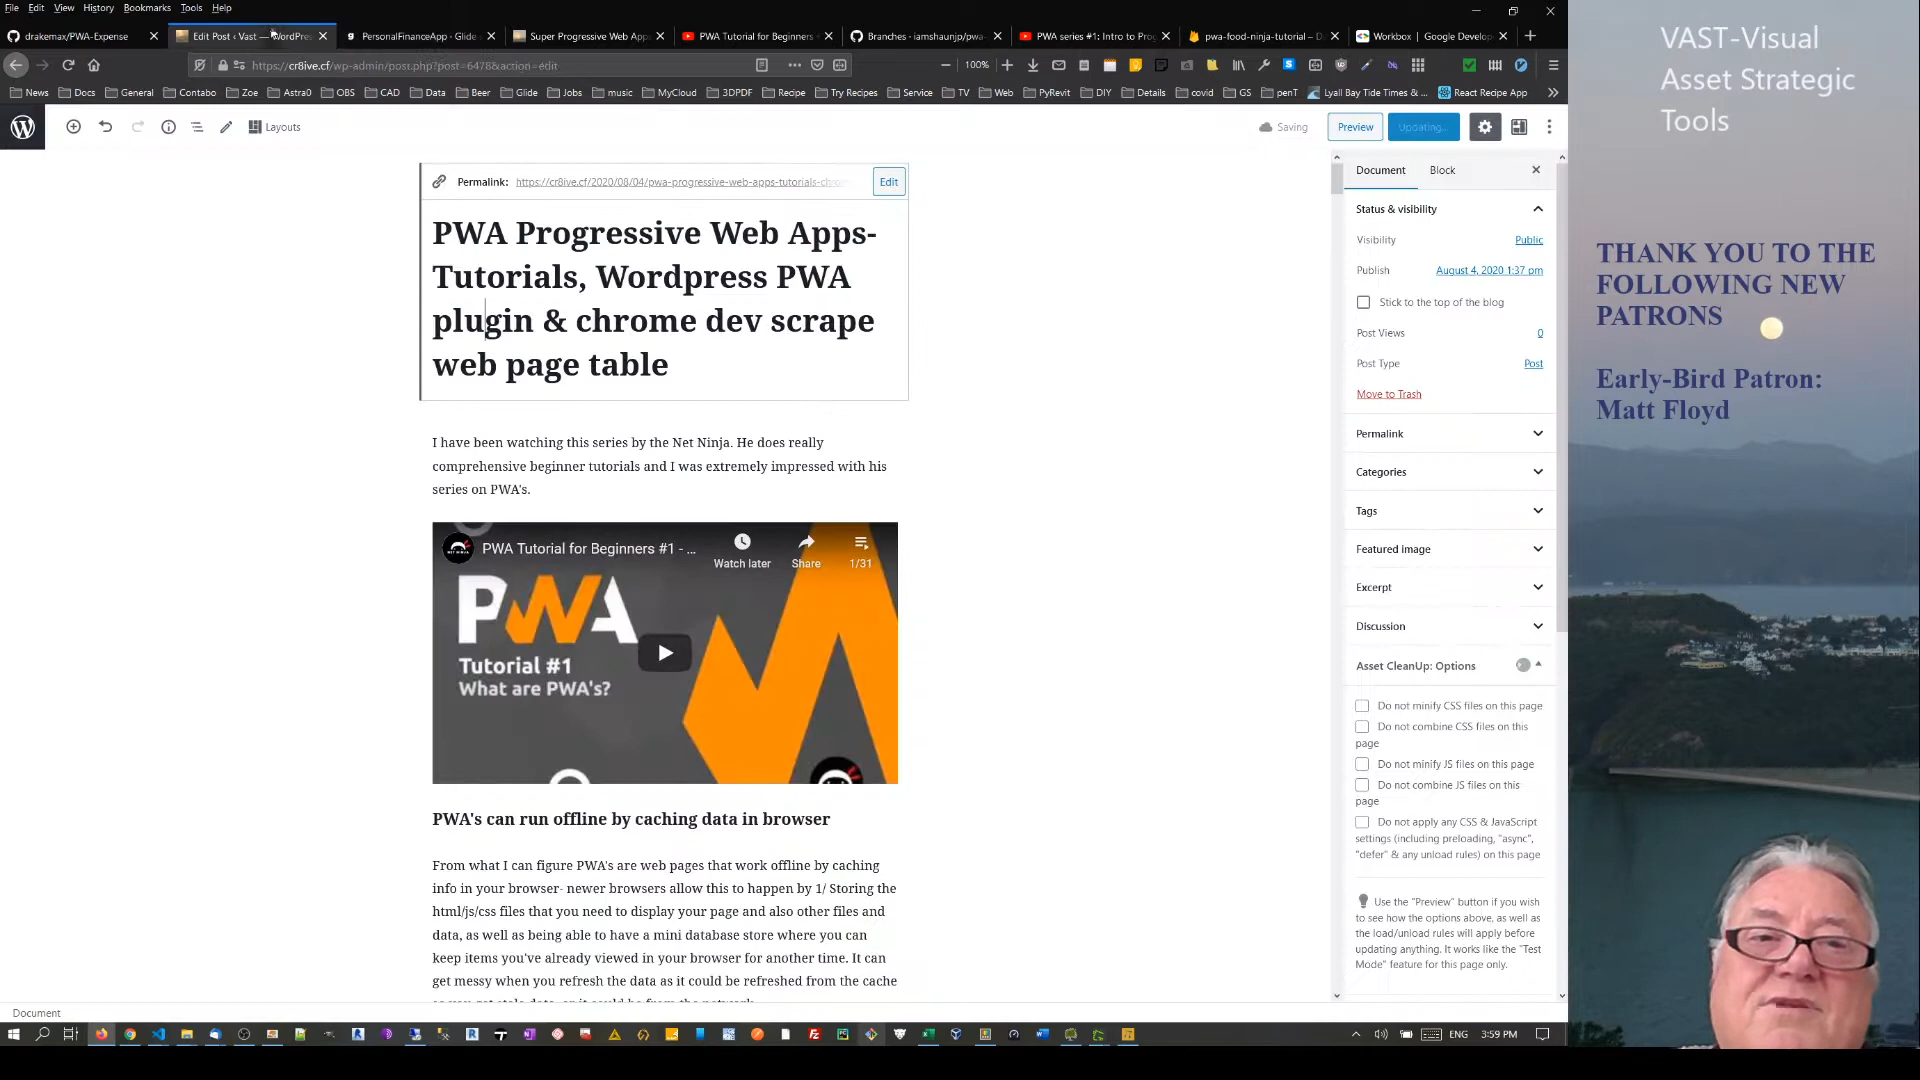 File Edit View History Bookmarks Tools Help
drakemax/PWA-Expense
Edit Post ‹ Vast — WordPres
PersonalFinanceApp - Glide
Super Progressive Web Apps
PWA Tutorial for Beginners
Branches · iamshaunjp/pwa-
PWA series #1: Intro to Prog
pwa-food-ninja-tutorial – D
Workbox | Google Develop
https://cr8ive.cf/wp-admin/post.php?post=6478&action=edit
100%
News Docs General Contabo Zoe Astra0 OBS CAD Data Beer Glide Jobs music MyCloud 3DPDF Recipe Try Recipes Service TV Web PyRevit DIY Details covid GS penT Lyall Bay Tide Times & ... React Recipe App
Layouts
Saving
Preview
Updating...
Permalink: https://cr8ive.cf/2020/08/04/pwa-progressive-web-apps-tutorials-chrom
Edit
PWA Progressive Web Apps-
Tutorials, Wordpress PWA
plugin & chrome dev scrape
web page table
I have been watching this series by the Net Ninja. He does really
comprehensive beginner tutorials and I was extremely impressed with his
series on PWA's.
PWA Tutorial for Beginners #1 - ...
Watch later
Share
1/31
PWA
Tutorial #1
What are PWA's?
PWA's can run offline by caching data in browser
From what I can figure PWA's are web pages that work offline by caching
info in your browser- newer browsers allow this to happen by 1/ Storing the
html/js/css files that you need to display your page and also other files and
data, as well as being able to have a mini database store where you can
keep items you've already viewed in your browser for another time. It can
get messy when you refresh the data as it could be refreshed from the cache
Document
Document Block
Status & visibility
Visibility Public
Publish August 4, 2020 1:37 pm
Stick to the top of the blog
Post Views 0
Post Type Post
Move to Trash
Permalink
Categories
Tags
Featured image
Excerpt
Discussion
Asset CleanUp: Options
Do not minify CSS files on this page
Do not combine CSS files on this
page
Do not minify JS files on this page
Do not combine JS files on this
page
Do not apply any CSS & JavaScript
settings (including preloading, "async",
"defer" & any unload rules) on this page
Use the "Preview" button if you wish
to see how the options above, as well as
the load/unload rules will apply before
updating anything. It works like the "Test
Mode" feature for this page only.
ENG 3:59 PM
VAST-Visual
Asset Strategic
Tools
THANK YOU TO THE
FOLLOWING NEW
PATRONS
Early-Bird Patron:
Matt Floyd